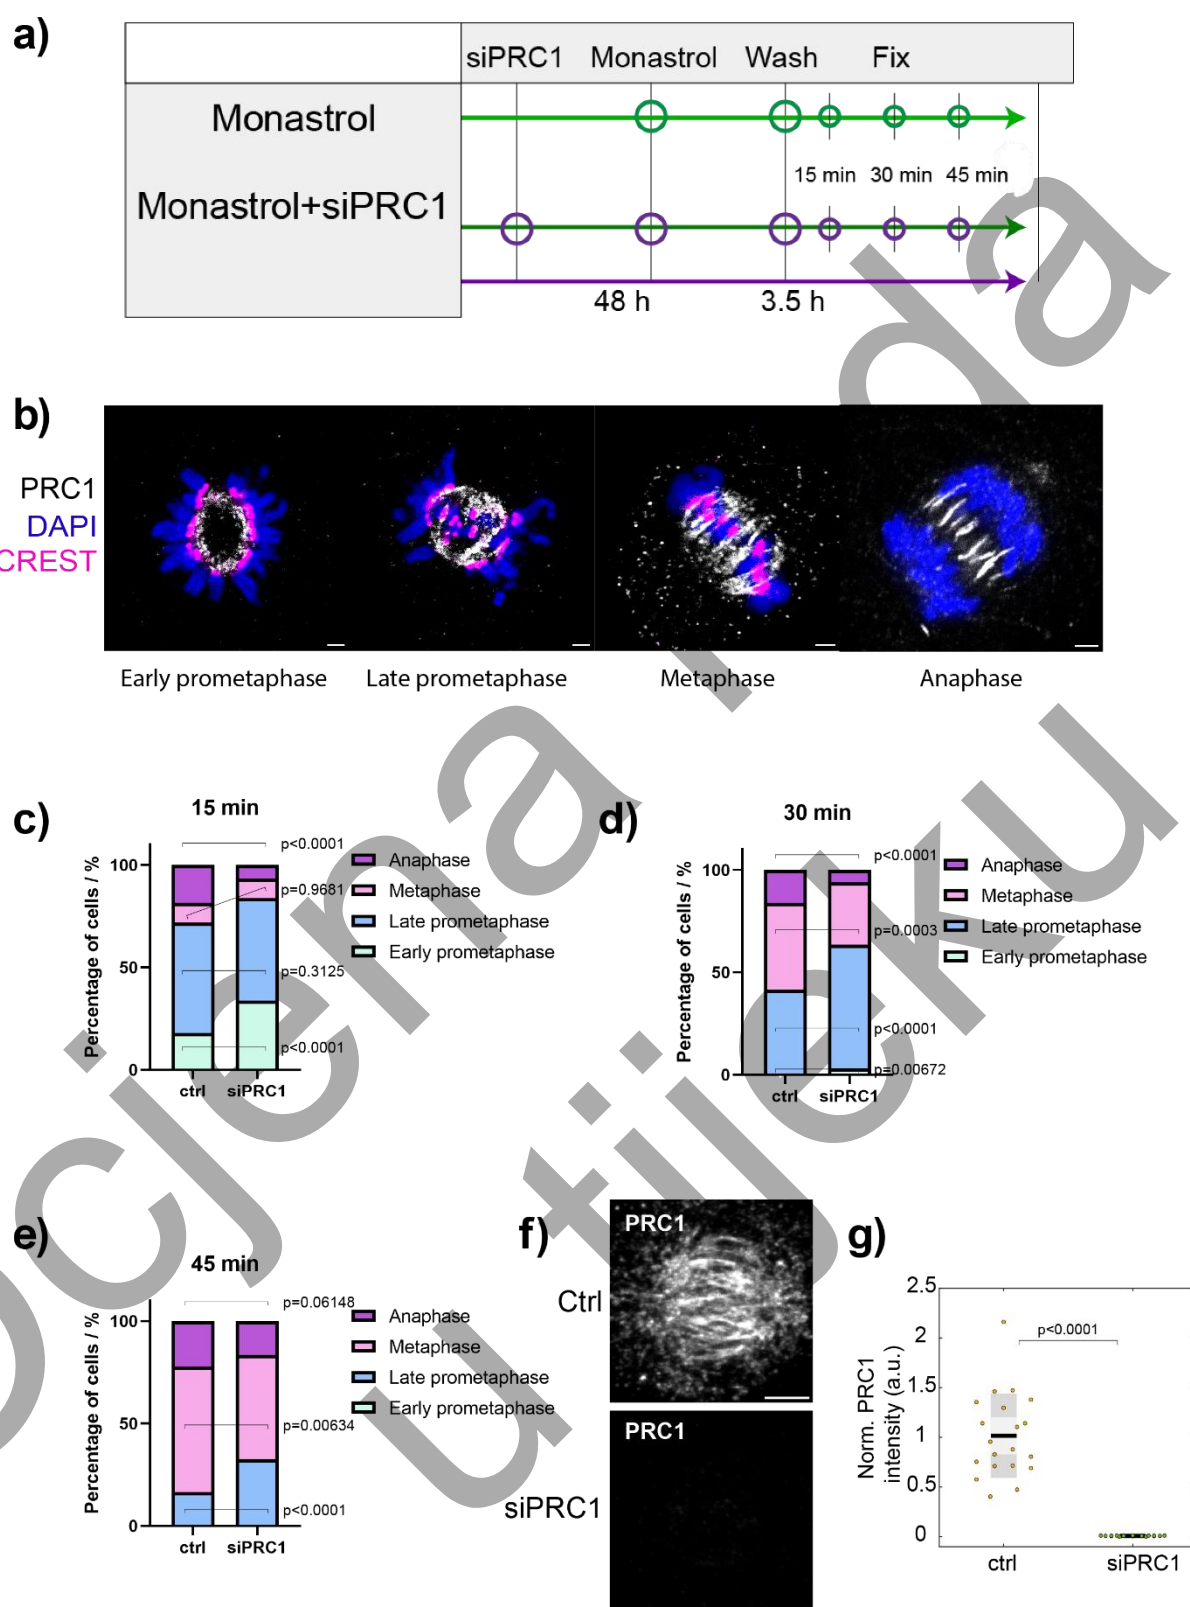 a)
siPRC1 Monastrol Wash Fix
Monastrol
15 min 30 min 45 min
Monastrol+siPRC1
48 h 3.5 h
b)
PRC1
DAPI
CREST
Early prometaphase Late prometaphase Metaphase Anaphase
c)
15 min
Percentage of cells / %
100
50
0
ctrl siPRC1
p<0.0001
p=0.9681
p=0.3125
p<0.0001
Anaphase
Metaphase
Late prometaphase
Early prometaphase
d)
30 min
Percentage of cells / %
100
50
0
ctrl siPRC1
p<0.0001
p=0.0003
p<0.0001
p=0.00672
Anaphase
Metaphase
Late prometaphase
Early prometaphase
e)
45 min
Percentage of cells / %
100
50
0
ctrl siPRC1
p=0.06148
p=0.00634
p<0.0001
Anaphase
Metaphase
Late prometaphase
Early prometaphase
f)
PRC1
Ctrl
PRC1
siPRC1
g)
Norm. PRC1
intensity (a.u.)
2.5
2
1.5
1
0.5
0
p<0.0001
ctrl siPRC1
Ocjena rada
u tijeku